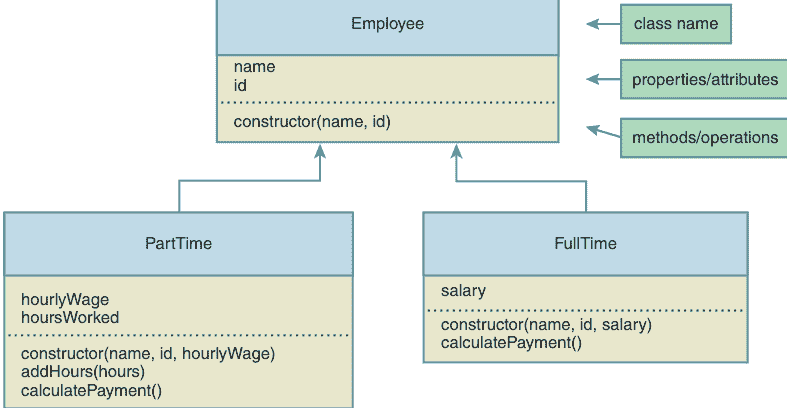 Employee
class name
name
id
properties/attributes
constructor(name, id)
methods/operations
PartTime
hourlyWage
hoursWorked
constructor(name, id, hourlyWage)
addHours(hours)
calculatePayment()
FullTime
salary
constructor(name, id, salary)
calculatePayment()